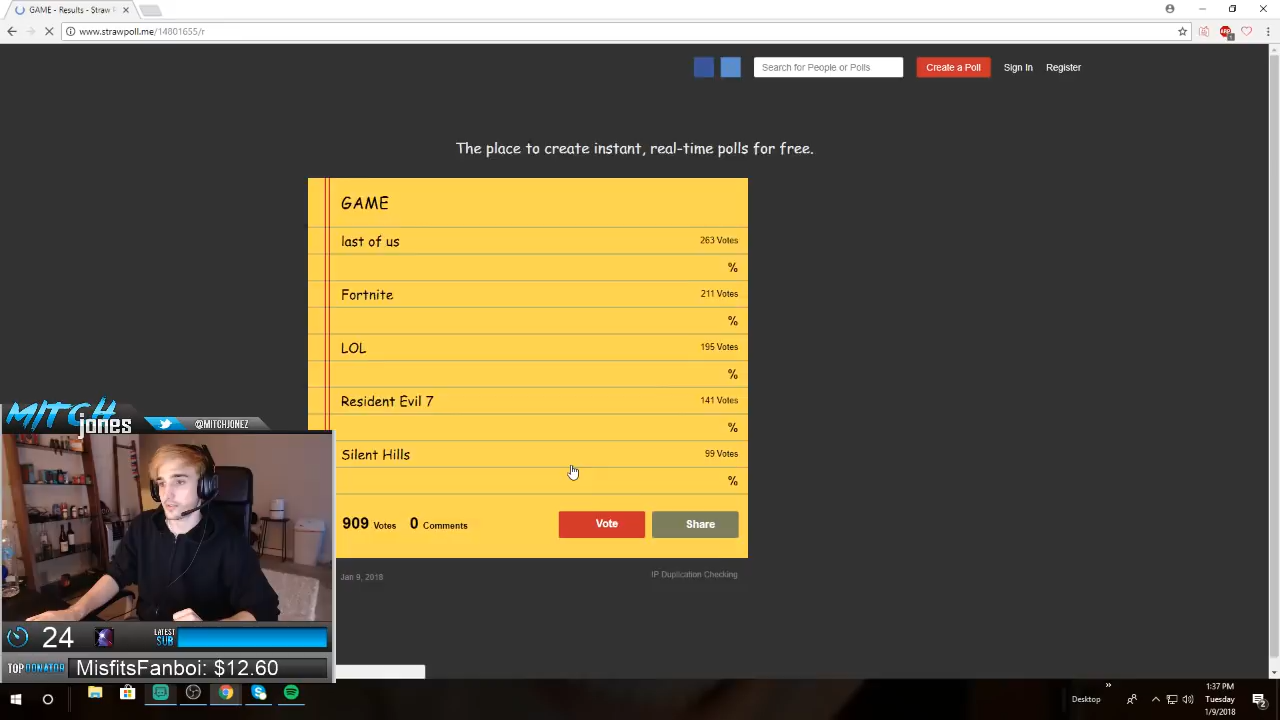 GAME - Results - Straw
www.strawpoll.me/14801655/r
Search for People or Polls
Create a Poll
Sign In
Register
The place to create instant, real-time polls for free.
GAME
last of us
263 Votes
%
Fortnite
211 Votes
%
LOL
195 Votes
%
Resident Evil 7
141 Votes
%
Silent Hills
99 Votes
%
909 Votes 0 Comments
Vote
Share
Jan 9, 2018
IP Duplication Checking
MITCH
jones
@MITCHJONEZ
24
LATEST
SUB
TOP DONATOR
MisfitsFanboi: $12.60
Desktop
1:37 PM
Tuesday
1/9/2018